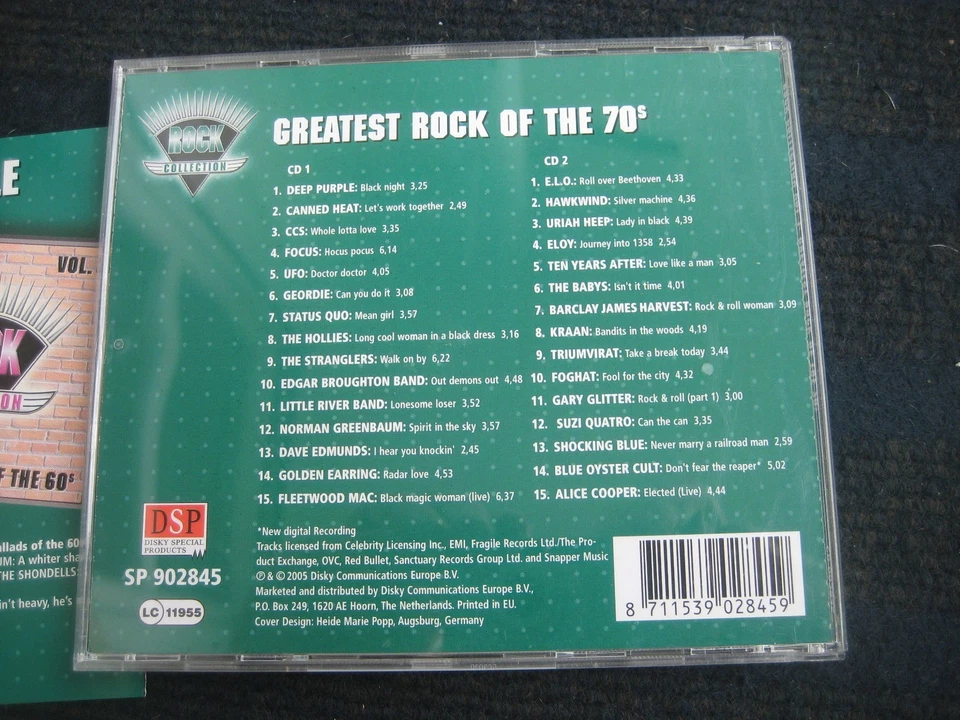 ROCK
COLLECTION
GREATEST ROCK OF THE 70s
CD 1
1. DEEP PURPLE: Black night 3,25
2. CANNED HEAT: Let's work together 2,49
3. CCS: Whole lotta love 3,35
4. FOCUS: Hocus pocus 6,14
5. UFO: Doctor doctor 4,05
6. GEORDIE: Can you do it 3,08
7. STATUS QUO: Mean girl 3,57
8. THE HOLLIES: Long cool woman in a black dress 3,16
9. THE STRANGLERS: Walk on by 6,22
10. EDGAR BROUGHTON BAND: Out demons out 4,48
11. LITTLE RIVER BAND: Lonesome loser 3,52
12. NORMAN GREENBAUM: Spirit in the sky 3,57
13. DAVE EDMUNDS: I hear you knockin' 2,45
14. GOLDEN EARRING: Radar love 4,53
15. FLEETWOOD MAC: Black magic woman (live) 6,37
CD 2
1. E.L.O.: Roll over Beethoven 4,33
2. HAWKWIND: Silver machine 4,36
3. URIAH HEEP: Lady in black 4,39
4. ELOY: Journey into 1358 2,54
5. TEN YEARS AFTER: Love like a man 3,05
6. THE BABYS: Isn't it time 4,01
7. BARCLAY JAMES HARVEST: Rock & roll woman 3,09
8. KRAAN: Bandits in the woods 4,19
9. TRIUMVIRAT: Take a break today 3,44
10. FOGHAT: Fool for the city 4,32
11. GARY GLITTER: Rock & roll (part 1) 3,00
12. SUZI QUATRO: Can the can 3,35
13. SHOCKING BLUE: Never marry a railroad man 2,59
14. BLUE OYSTER CULT: Don't fear the reaper* 5,02
15. ALICE COOPER: Elected (Live) 4,44
*New digital Recording
Tracks licensed from Celebrity Licensing Inc., EMI, Fragile Records Ltd./The Pro-
duct Exchange, OVC, Red Bullet, Sanctuary Records Group Ltd. and Snapper Music
℗ & © 2005 Disky Communications Europe B.V.
Marketed and distributed by Disky Communications Europe B.V.,
P.O. Box 249, 1620 AE Hoorn, The Netherlands. Printed in EU.
Cover Design: Heide Marie Popp, Augsburg, Germany
DSP
DISKY SPECIAL
PRODUCTS
SP 902845
LC 11955
8 711539 028459
VOL.
OF THE 60s
ballads of the 60
UM: A whiter sha
THE SHONDELLS:
in't heavy, he's